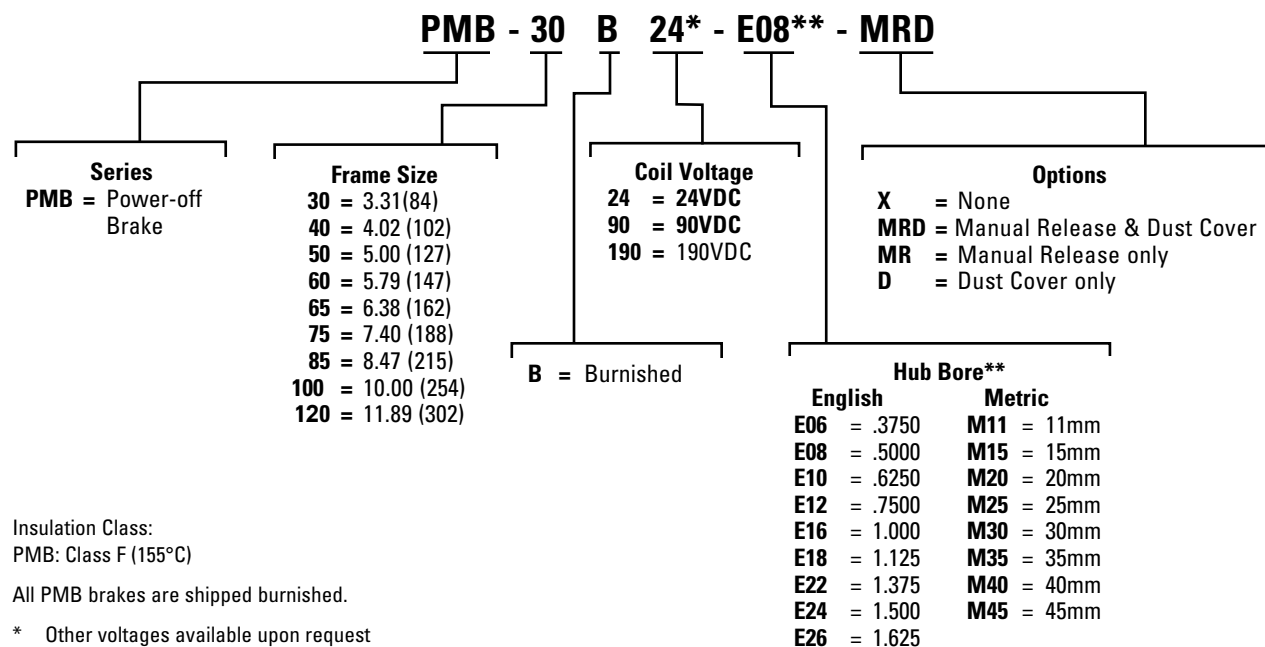 PMB - 30 B 24* - E08** - MRD
Series
PMB = Power-off
Brake
Frame Size
30 = 3.31(84)
40 = 4.02 (102)
50 = 5.00 (127)
60 = 5.79 (147)
65 = 6.38 (162)
75 = 7.40 (188)
85 = 8.47 (215)
100 = 10.00 (254)
120 = 11.89 (302)
B = Burnished
Coil Voltage
24 = 24VDC
90 = 90VDC
190 = 190VDC
Hub Bore**
English Metric
E06 = .3750 M11 = 11mm
E08 = .5000 M15 = 15mm
E10 = .6250 M20 = 20mm
E12 = .7500 M25 = 25mm
E16 = 1.000 M30 = 30mm
E18 = 1.125 M35 = 35mm
E22 = 1.375 M40 = 40mm
E24 = 1.500 M45 = 45mm
E26 = 1.625
Options
X = None
MRD = Manual Release & Dust Cover
MR = Manual Release only
D = Dust Cover only
Insulation Class:
PMB: Class F (155°C)
All PMB brakes are shipped burnished.
* Other voltages available upon request